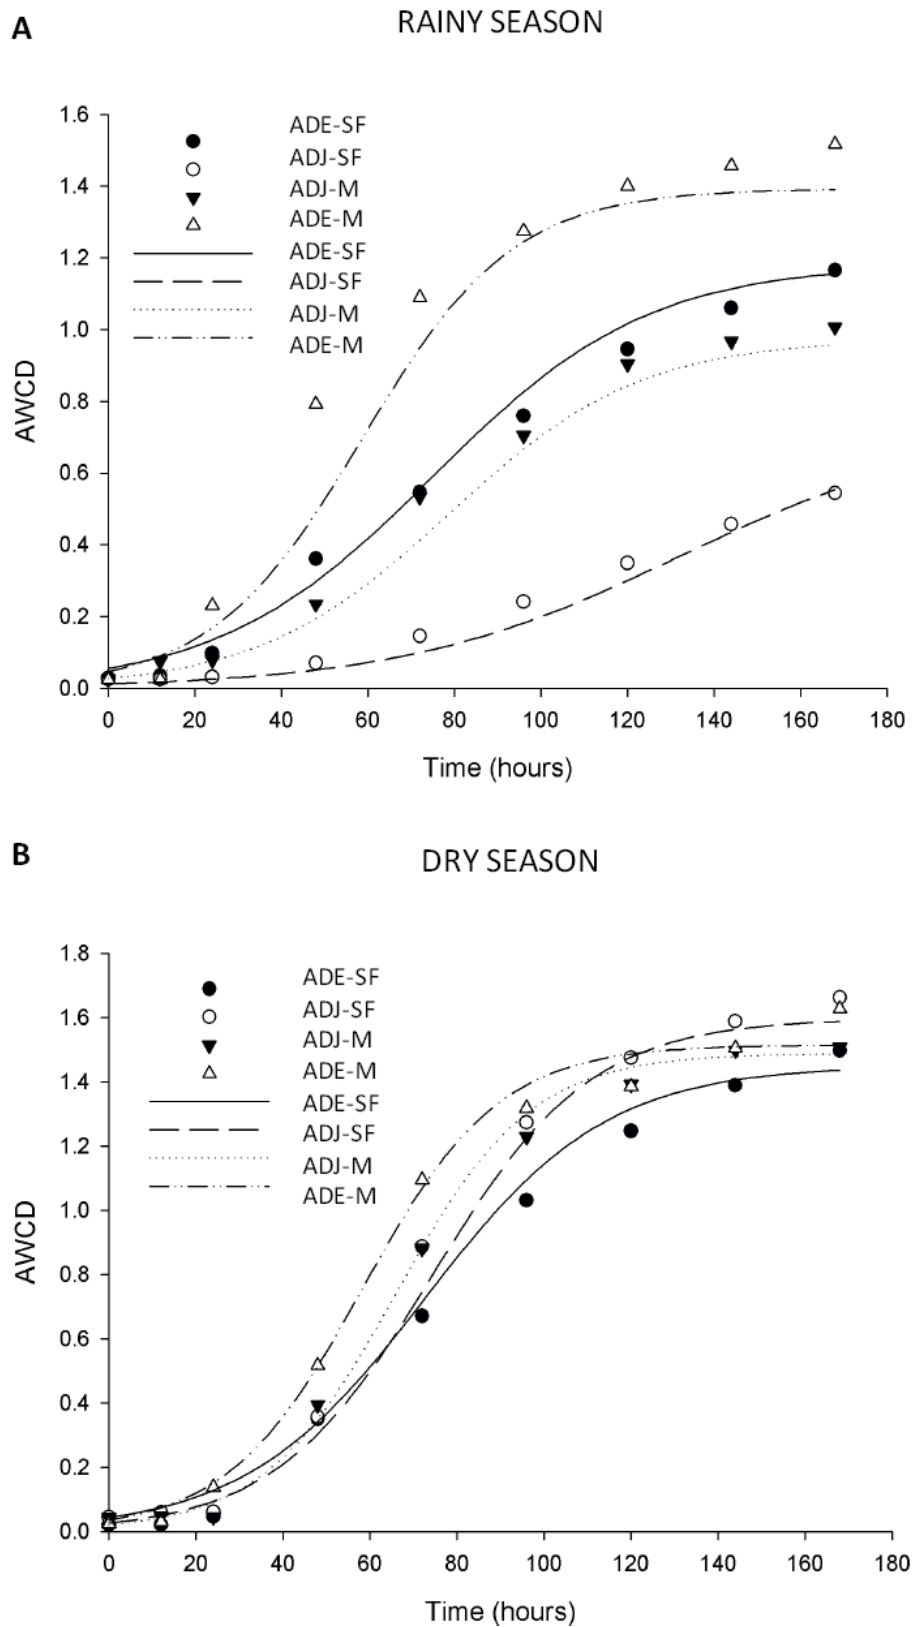 A
RAINY SEASON
1.6
1.4
1.2
1.0
0.8
0.6
0.4
0.2
0.0
AWCD
ADE-SF
ADJ-SF
ADJ-M
ADE-M
ADE-SF
ADJ-SF
ADJ-M
ADE-M
0 20 40 60 80 100 120 140 160 180
Time (hours)
B
DRY SEASON
1.8
1.6
1.4
1.2
1.0
0.8
0.6
0.4
0.2
0.0
AWCD
ADE-SF
ADJ-SF
ADJ-M
ADE-M
ADE-SF
ADJ-SF
ADJ-M
ADE-M
0 20 40 60 80 100 120 140 160 180
Time (hours)